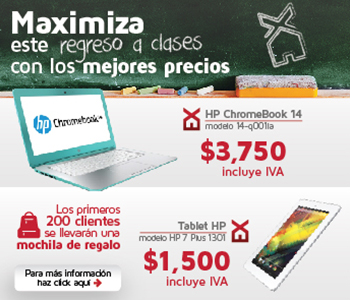 Maximiza
este regreso a clases
con los mejores precios
hp Chromebook
HP ChromeBook 14
modelo 14-q001la
$3,750
incluye IVA
Los primeros
200 clientes
se llevarán una
mochila de regalo
Tablet HP
modelo HP 7 Plus 1301
$1,500
incluye IVA
Para más información
haz click aquí